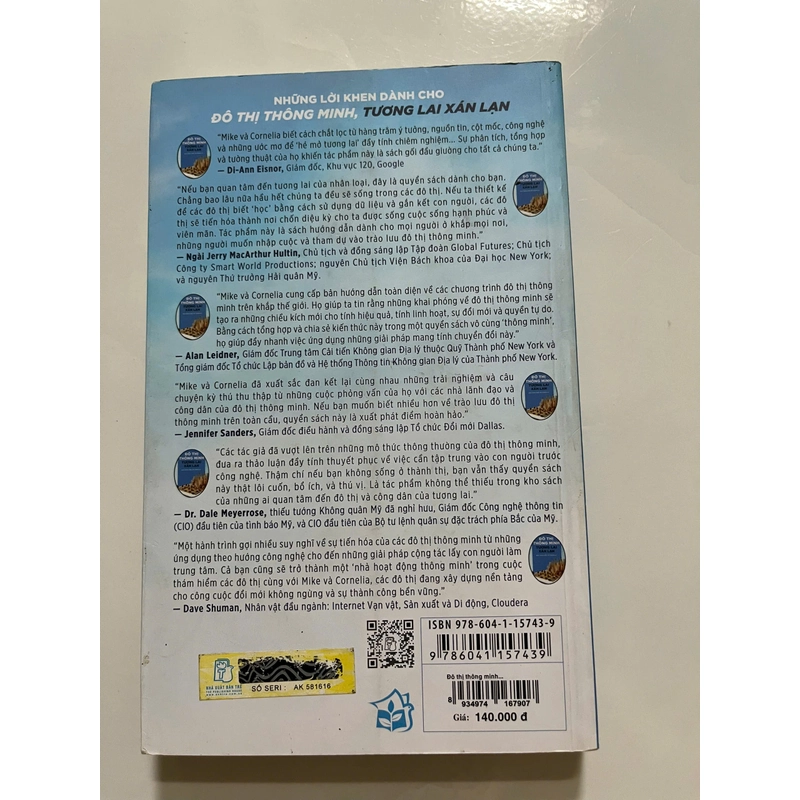 NHỮNG LỜI KHEN DÀNH CHO
ĐÔ THỊ THÔNG MINH, TƯƠNG LAI XÁN LẠN
“Mike và Cornelia biết cách chắt lọc từ hàng trăm ý tưởng, nguồn tin, cột mốc, công nghệ
và những ước mơ để ‘hé mở tương lai’ đầy tính chiêm nghiệm... Sự phân tích, tổng hợp
và tường thuật của họ khiến tác phẩm này là sách gối đầu giường cho tất cả chúng ta.”
— Di-Ann Eisnor, Giám đốc, Khu vực 120, Google
“Nếu bạn quan tâm đến tương lai của nhân loại, đây là quyển sách dành cho bạn.
Chẳng bao lâu nữa hầu hết chúng ta đều sẽ sống trong các đô thị. Nếu ta thiết kế
để các đô thị biết ‘học’ bằng cách sử dụng dữ liệu và gắn kết con người, các đô
thị sẽ tiến hóa thành nơi chốn diệu kỳ cho ta được sống cuộc sống hạnh phúc và
viên mãn. Tác phẩm này là sách hướng dẫn dành cho mọi người ở khắp mọi nơi,
những người muốn nhập cuộc và tham dự vào trào lưu đô thị thông minh.”
— Ngài Jerry MacArthur Hultin, Chủ tịch và đồng sáng lập Tập đoàn Global Futures; Chủ tịch
Công ty Smart World Productions; nguyên Chủ tịch Viện Bách khoa của Đại học New York;
và nguyên Thứ trưởng Hải quân Mỹ.
“Mike và Cornelia cung cấp bản hướng dẫn toàn diện về các chương trình đô thị thông
minh trên khắp thế giới. Họ giup ta tin rằng những khai phóng về đô thị thông minh sẽ
tạo ra những chiều kích mới cho tính hiệu quả, tính linh hoạt, sự đổi mới và quyền tự do.
Bằng cách tổng hợp và chia sẻ kiến thức này trong một quyển sách vô cùng ‘thông minh’,
họ giúp đẩy nhanh việc ứng dụng những giải pháp mang tính chuyển đổi này.”
— Alan Leidner, Giám đốc Trung tâm Cải tiến Không gian Địa lý thuộc Quỹ Thành phố New York và
Tổng giám đốc Tổ chức Lập bản đồ và Hệ thống Thông tin Không gian Địa lý của Thành phố New York.
“Mike và Cornelia đã xuất sắc đan kết lại cùng nhau những trải nghiệm và câu
chuyện kỳ thú thu thập từ những cuộc phỏng vấn của họ với các nhà lãnh đạo và
công dân của đô thị thông minh. Nếu bạn muốn biết nhiều hơn về trào lưu đô thị
thông minh trên toàn cầu, quyển sách này là xuất phát điểm hoàn hảo.”
— Jennifer Sanders, Giám đốc điều hành và đồng sáng lập Tổ chức Đổi mới Dallas.
“Các tác giả đã vượt lên trên những mô thức thông thường của đô thị thông minh,
đưa ra thảo luận đầy tính thuyết phục về việc cần tập trung vào con người trước
công nghệ. Thậm chí nếu bạn không sống ở thành thị, bạn vẫn thấy quyển sách
này thật lôi cuốn, bổ ích, và thú vị. Là tác phẩm không thể thiếu trong kho sách
của những ai quan tâm đến đô thị và công dân của tương lai.”
— Dr. Dale Meyerrose, thiếu tướng Không quân Mỹ đã nghỉ hưu, Giám đốc Công nghệ thông tin
(CIO) đầu tiên của tình báo Mỹ, và CIO đầu tiên của Bộ tư lệnh quân sự đặc trách phía Bắc của Mỹ.
“Một hành trình gợi nhiều suy nghĩ về sự tiến hóa của các đô thị thông minh từ những
ứng dụng theo hướng công nghệ cho đến những giải pháp cộng tác lấy con người làm
trung tâm. Cả bạn cũng sẽ trở thành một ‘nhà hoạt động thông minh’ trong cuộc
thám hiểm các đô thị cùng với Mike và Cornelia, các đô thị đang xây dựng nền tảng
cho công cuộc đổi mới không ngừng và sự thành công bền vững.”
— Dave Shuman, Nhân vật đầu ngành: Internet Vạn vật, Sản xuất và Di động, Cloudera
ISBN 978-604-1-15743-9
9 786041 157439
NHÀ XUẤT BẢN TRẺ
SỐ SERI : AK 581616
Đô thị thông minh...
8 934974 167907
Giá: 140.000 đ